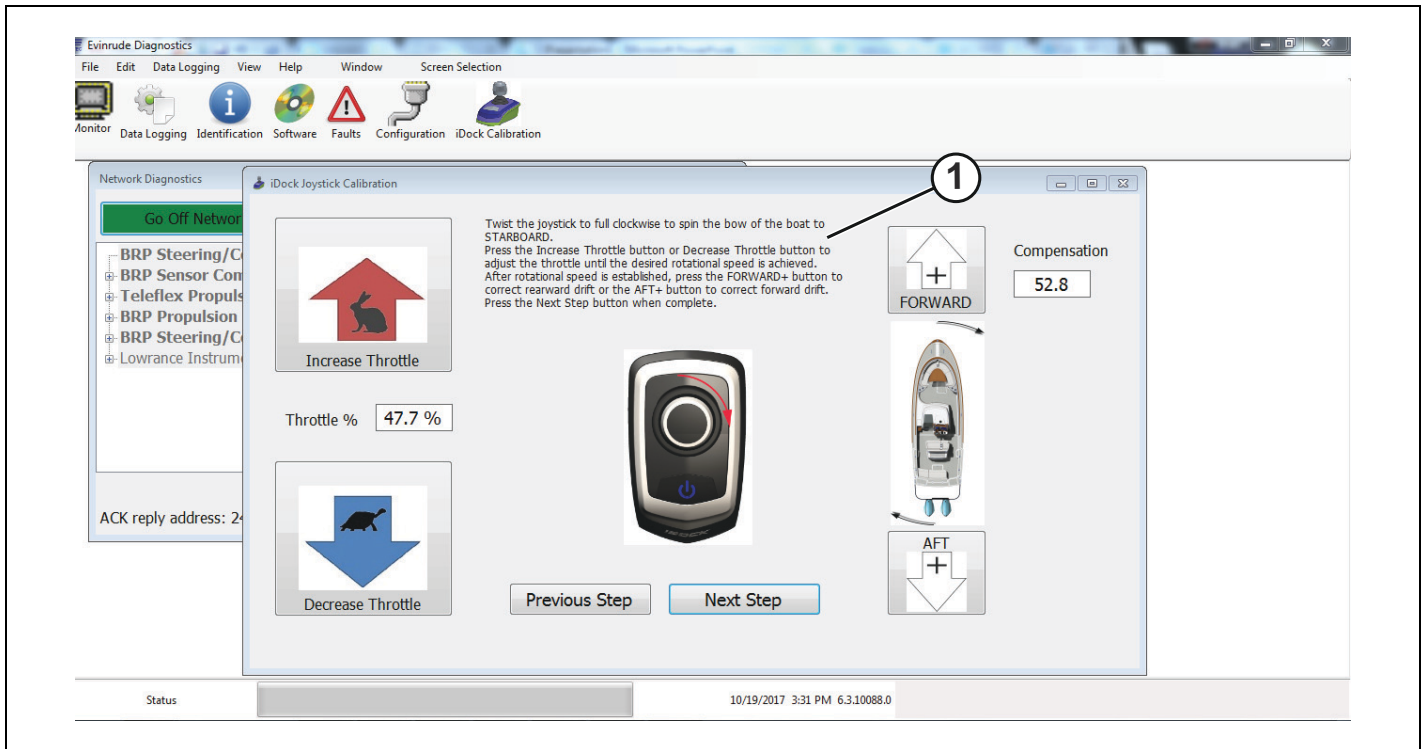 Evinrude Diagnostics
File Edit Data Logging View Help Window Screen Selection
Monitor Data Logging Identification Software Faults Configuration iDock Calibration
Network Diagnostics
iDock Joystick Calibration
1
Go Off Networ
BRP Steering/C
BRP Sensor Con
Teleflex Propuls
BRP Propulsion
BRP Steering/C
Lowrance Instrum
ACK reply address: 24
Increase Throttle
Throttle % 47.7 %
Decrease Throttle
Twist the joystick to full clockwise to spin the bow of the boat to
STARBOARD.
Press the Increase Throttle button or Decrease Throttle button to
adjust the throttle until the desired rotational speed is achieved.
After rotational speed is established, press the FORWARD+ button to
correct rearward drift or the AFT+ button to correct forward drift.
Press the Next Step button when complete.
Previous Step Next Step
+
FORWARD
Compensation
52.8
AFT
+
Status 10/19/2017 3:31 PM 6.3.10088.0